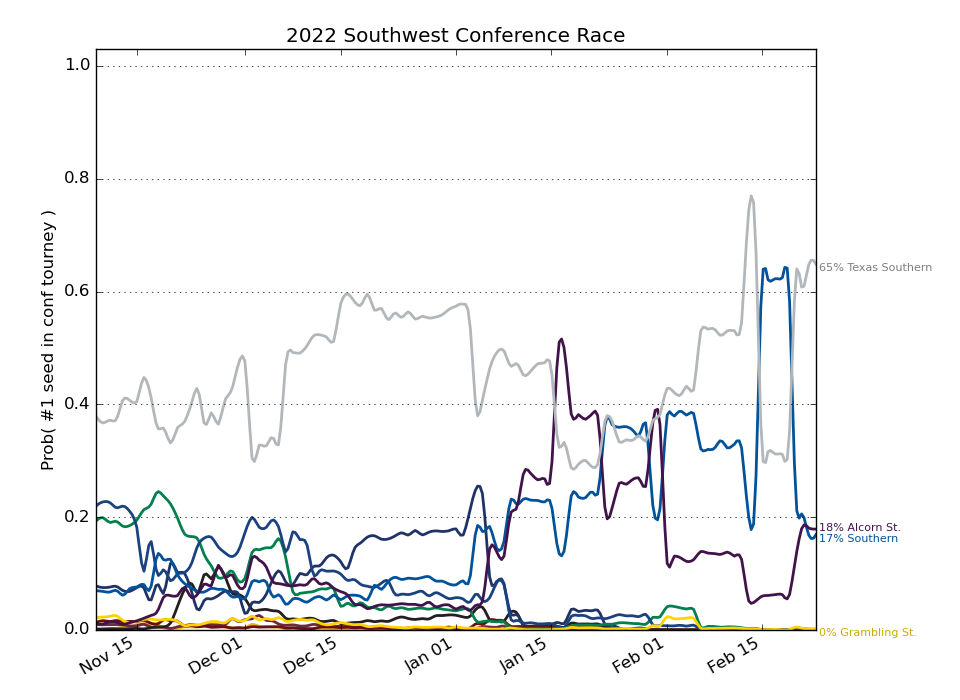 2022 Southwest Conference Race
Prob( #1 seed in conf tourney )
1.0
0.8
0.6
0.4
0.2
0.0
65% Texas Southern
18% Alcorn St.
17% Southern
0% Grambling St.
Nov 15
Dec 01
Dec 15
Jan 01
Jan 15
Feb 01
Feb 15